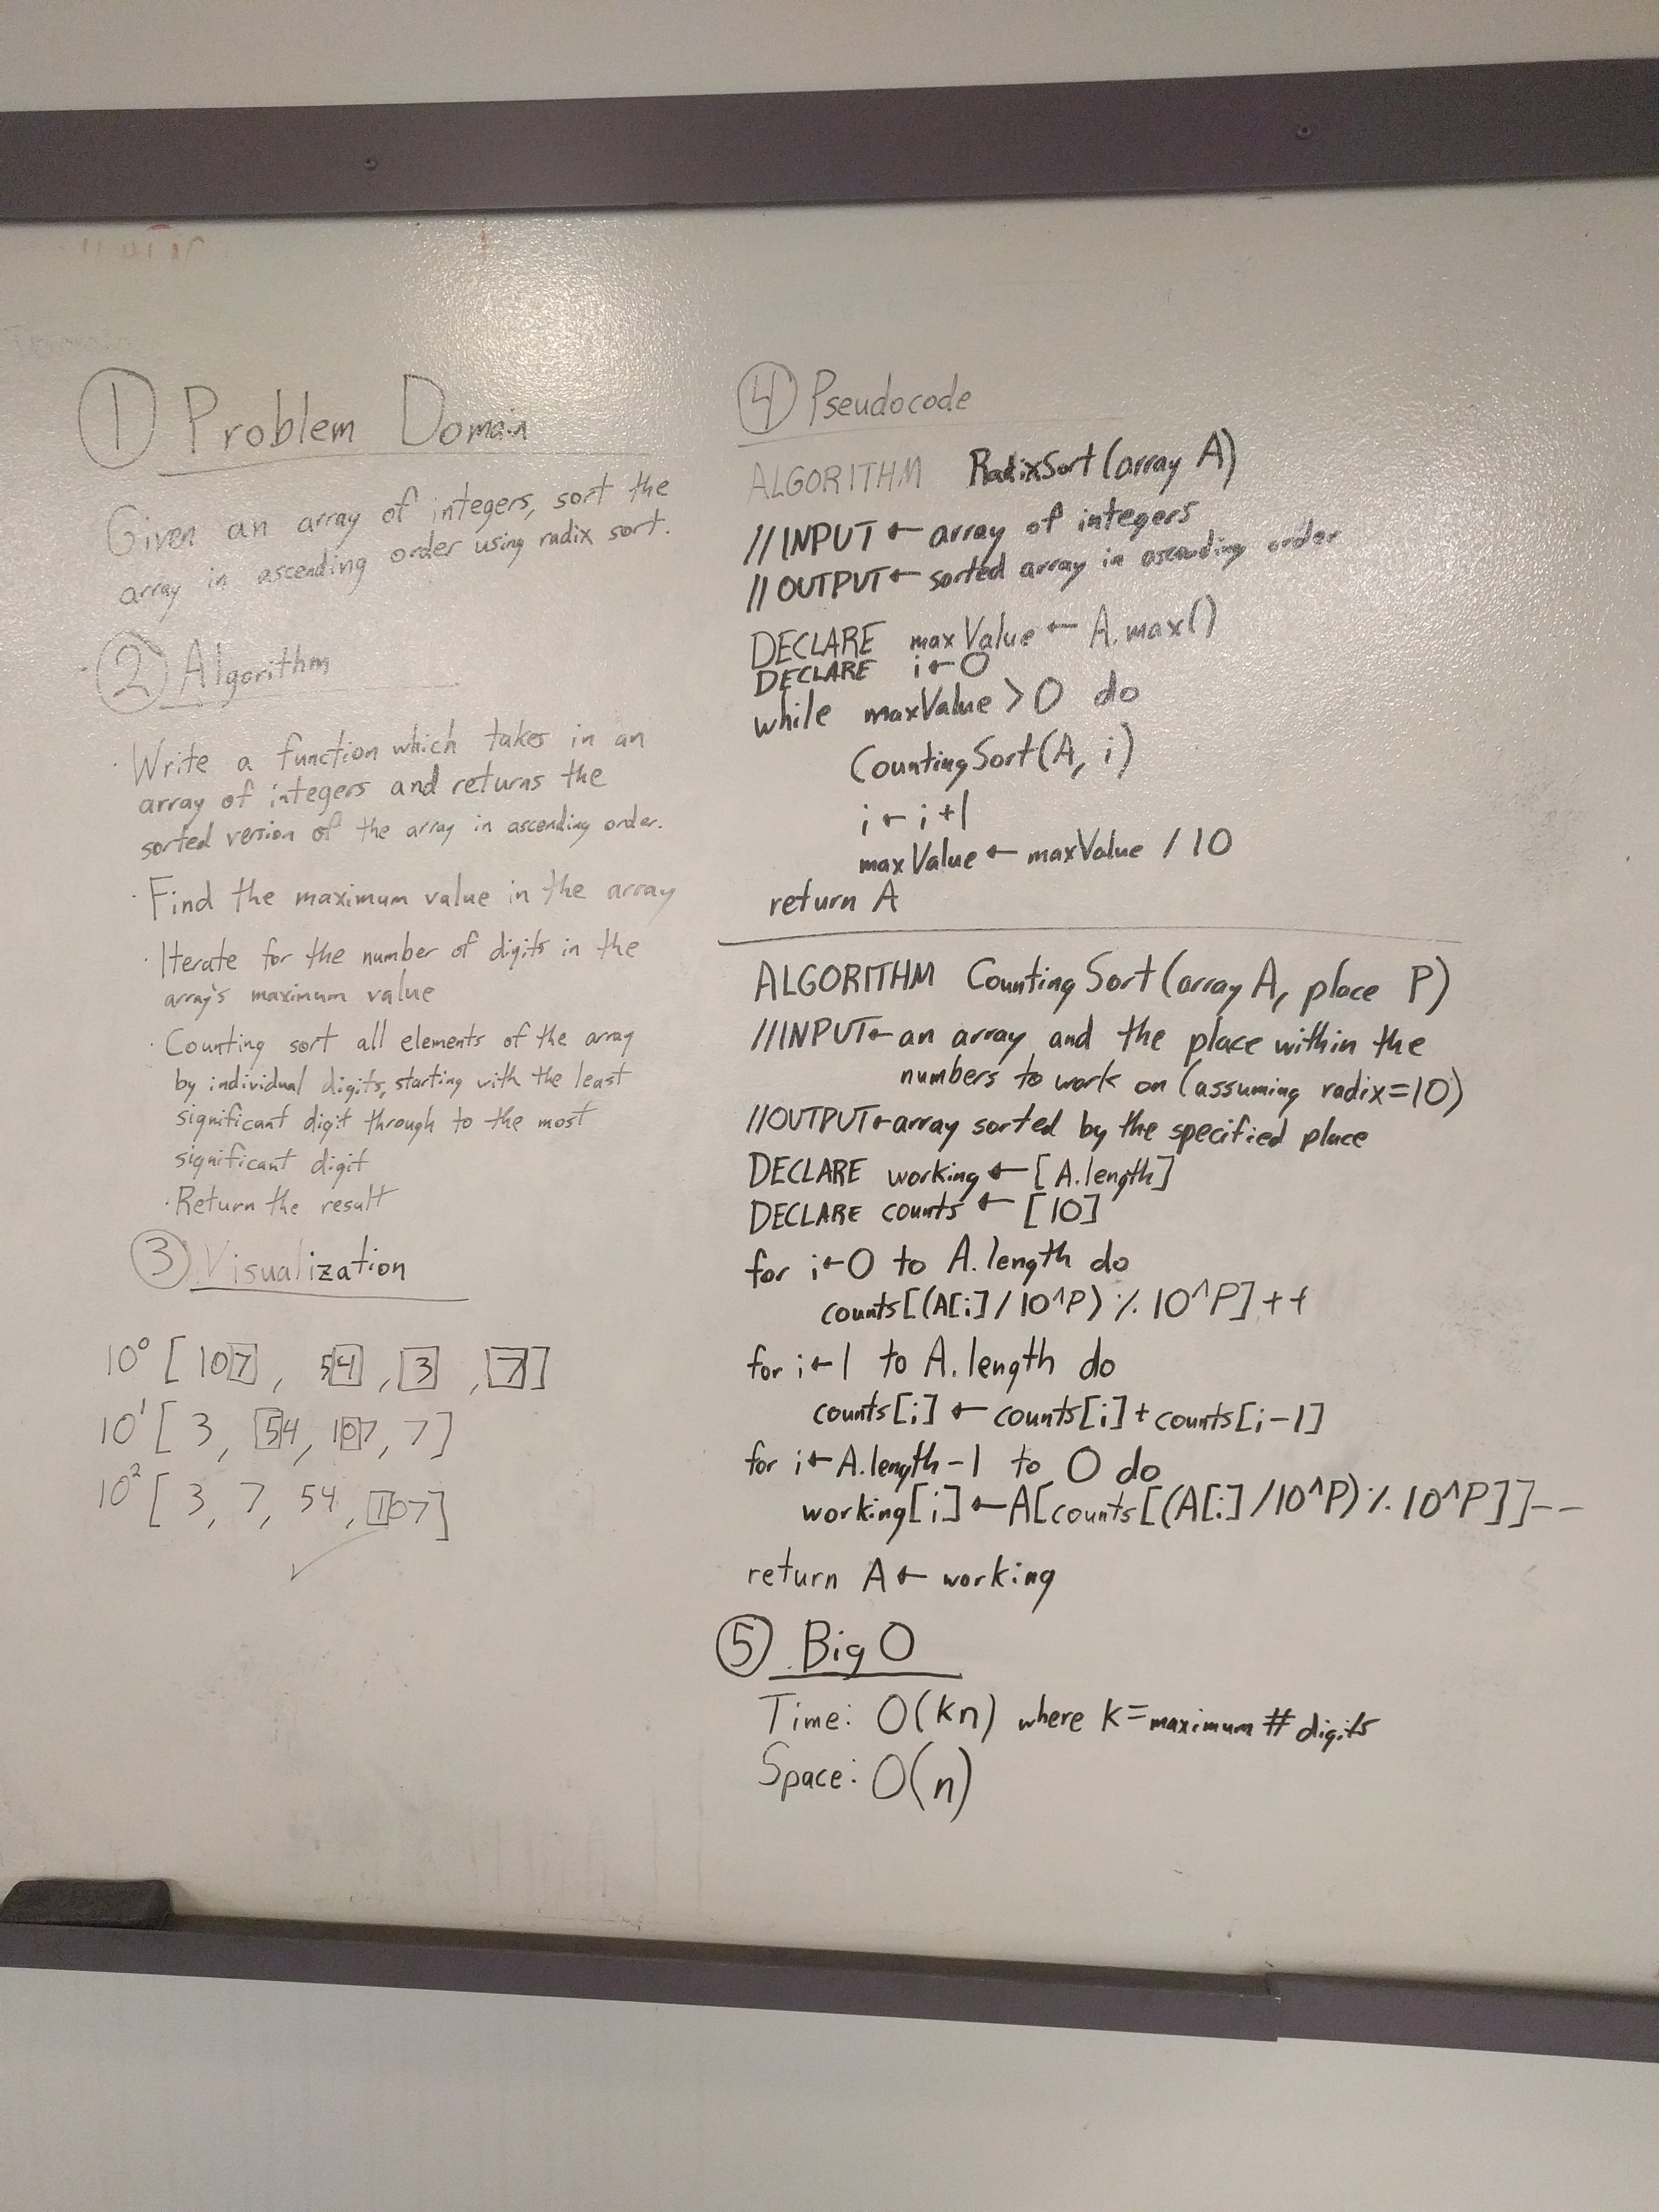 ① Problem Domain
Given an array of integers, sort the
array in ascending order using radix sort.
② Algorithm
· Write a function which takes in an
array of integers and returns the
sorted version of the array in ascending order.
· Find the maximum value in the array
· Iterate for the number of digits in the
array's maximum value
· Counting sort all elements of the array
by individual digits, starting with the least
significant digit through to the most
significant digit
· Return the result
③ Visualization
10⁰ [ 107, 54, 3, 7 ]
10¹ [ 3, 54, 107, 7 ]
10² [ 3, 7, 54, 107 ]
④ Pseudocode
ALGORITHM RadixSort(array A)
// INPUT ← array of integers
// OUTPUT ← sorted array in ascending order
DECLARE maxValue ← A.max()
DECLARE i ← 0
while maxValue > 0 do
CountingSort(A, i)
i ← i + 1
maxValue ← maxValue / 10
return A
ALGORITHM CountingSort(array A, place P)
//INPUT ← an array and the place within the
numbers to work on (assuming radix=10)
//OUTPUT ← array sorted by the specified place
DECLARE working ← [A.length]
DECLARE counts ← [10]
for i ← 0 to A.length do
counts[(A[i] / 10^P) % 10^P]++
for i ← 1 to A.length do
counts[i] ← counts[i] + counts[i-1]
for i ← A.length - 1 to 0 do
working[i] ← A[counts[(A[i] / 10^P) % 10^P]]--
return A ← working
⑤ Big O
Time: O(kn) where k = maximum # digits
Space: O(n)